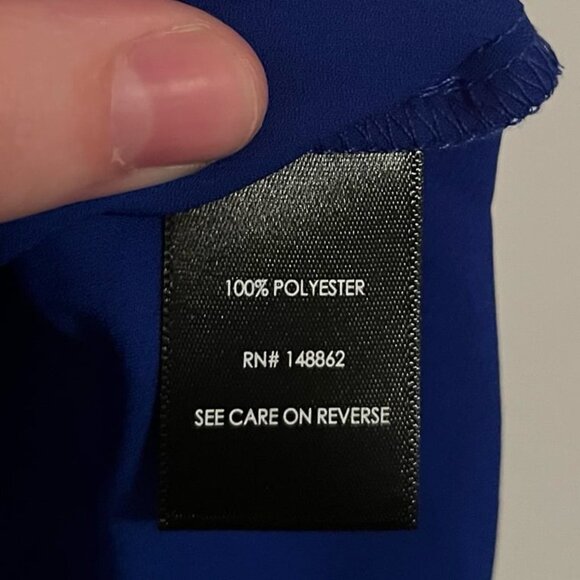 100% POLYESTER
RN# 148862
SEE CARE ON REVERSE